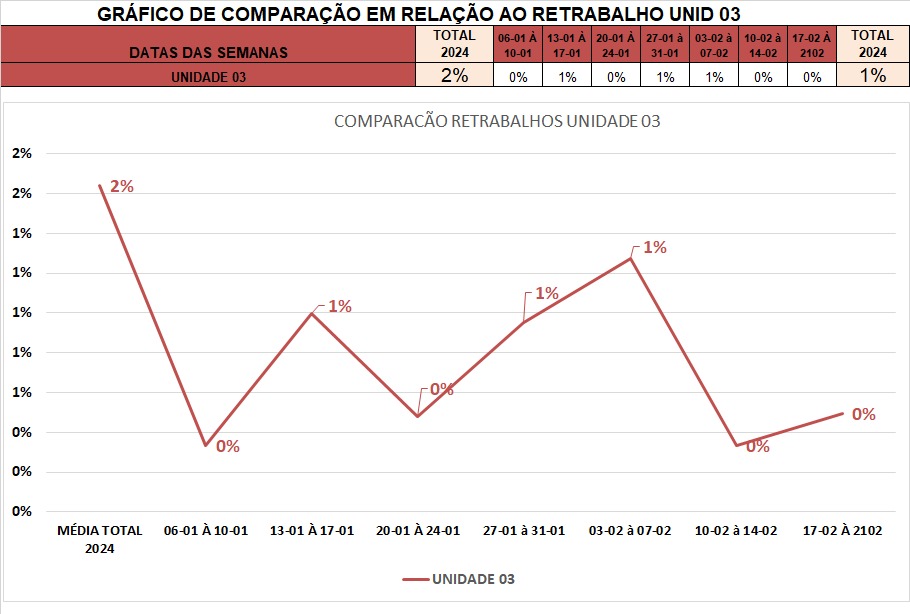 GRÁFICO DE COMPARAÇÃO EM RELAÇÃO AO RETRABALHO UNID 03
DATAS DAS SEMANAS TOTAL 2024 06-01 À 10-01 13-01 À 17-01 20-01 À 24-01 27-01 à 31-01 03-02 à 07-02 10-02 à 14-02 17-02 À 2102 TOTAL 2024
UNIDADE 03 2% 0% 1% 0% 1% 1% 0% 0% 1%
COMPARACÃO RETRABALHOS UNIDADE 03
2%
2%
1%
1%
1%
1%
1%
0%
0%
0%
2%
0%
1%
0%
1%
1%
0%
0%
MÉDIA TOTAL 2024
06-01 À 10-01
13-01 À 17-01
20-01 À 24-01
27-01 à 31-01
03-02 à 07-02
10-02 à 14-02
17-02 À 2102
UNIDADE 03